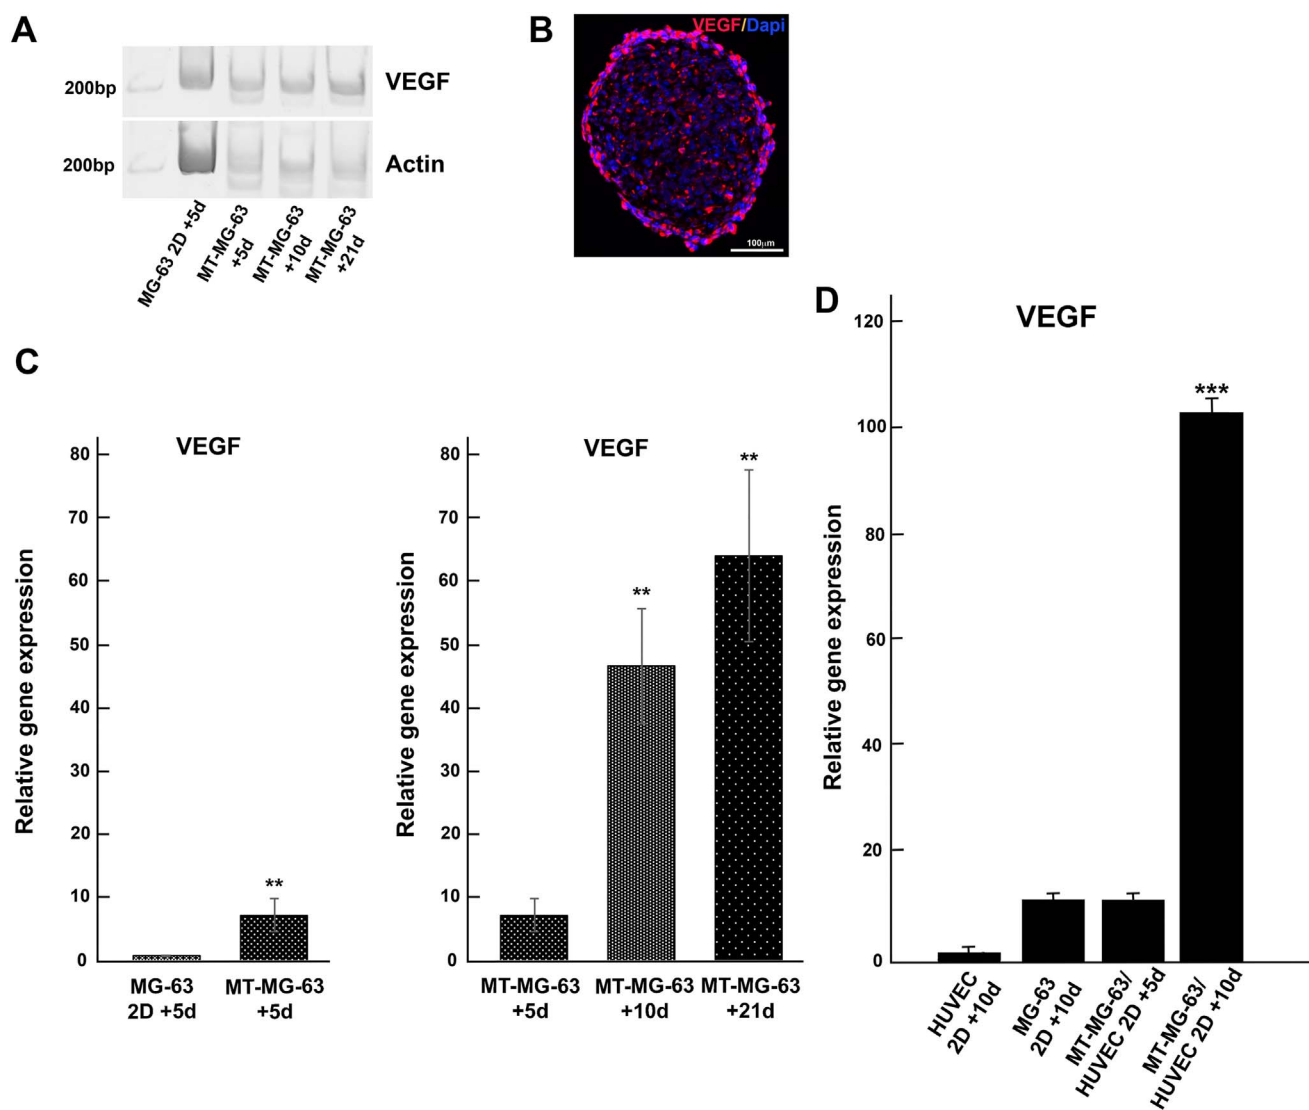 A
200bp
VEGF
200bp
Actin
MG-63 2D +5d
MT-MG-63
+5d
MT-MG-63
+10d
MT-MG-63
+21d
B
VEGF/Dapi
100μm
C
VEGF
Relative gene expression
80
70
60
50
40
30
20
10
0
**
MG-63
2D +5d
MT-MG-63
+5d
VEGF
Relative gene expression
80
70
60
50
40
30
20
10
0
**
**
MT-MG-63
+5d
MT-MG-63
+10d
MT-MG-63
+21d
D
VEGF
Relative gene expression
120
100
80
60
40
20
0
***
HUVEC
2D +10d
MG-63
2D +10d
MT-MG-63/
HUVEC 2D +5d
MT-MG-63/
HUVEC 2D +10d